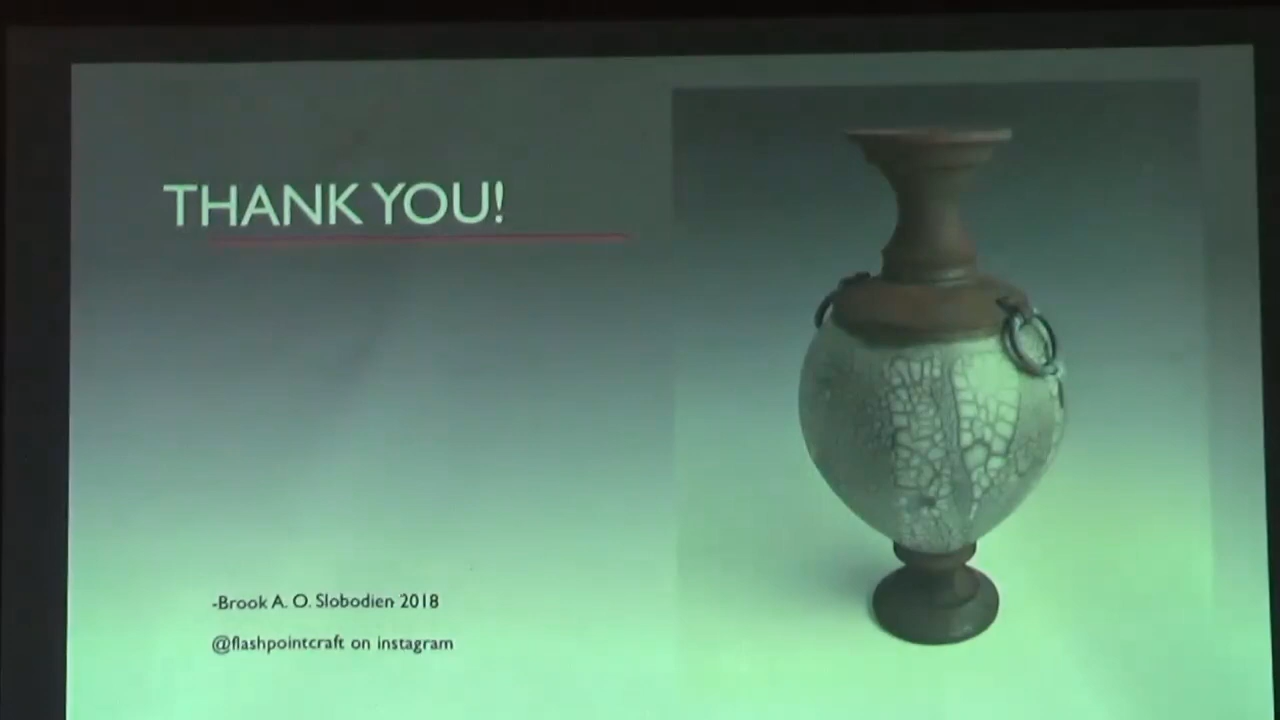 THANK YOU!
-Brook A. O. Slobodien 2018
@flashpointcraft on instagram